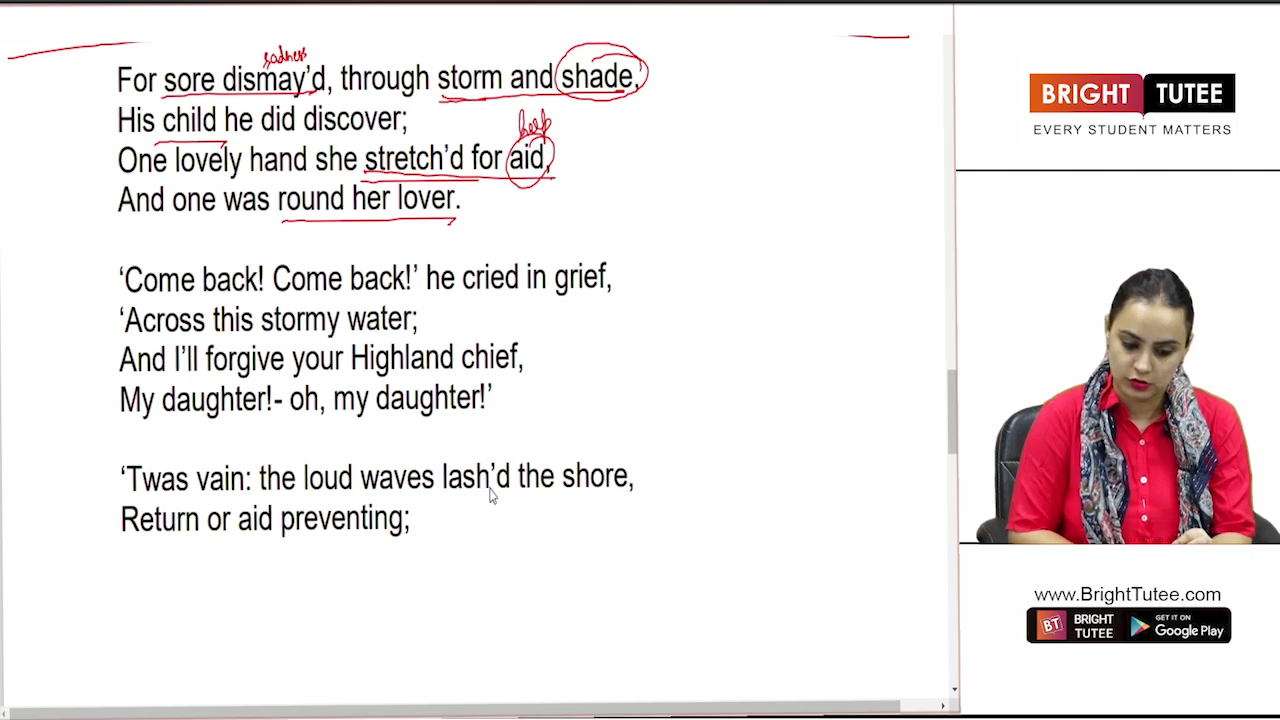 sadness
For sore dismay'd, through storm and shade,
His child he did discover;
help
One lovely hand she stretch'd for aid,
And one was round her lover.
‘Come back! Come back!’ he cried in grief,
‘Across this stormy water;
And I’ll forgive your Highland chief,
My daughter!- oh, my daughter!’
‘Twas vain: the loud waves lash’d the shore,
Return or aid preventing;
BRIGHT TUTEE
EVERY STUDENT MATTERS
www.BrightTutee.com
BT BRIGHT TUTEE
GET IT ON
Google Play